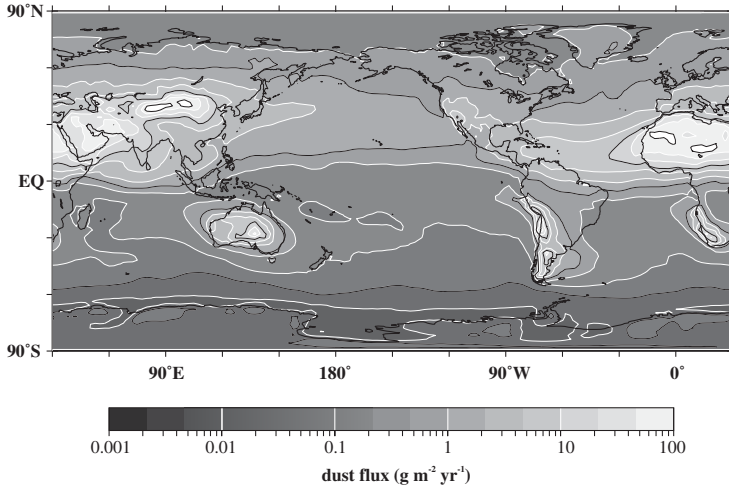 90˚N
EQ
90˚S
90˚E 180˚ 90˚W 0˚
0.001 0.01 0.1 1 10 100
dust flux (g m⁻² yr⁻¹)